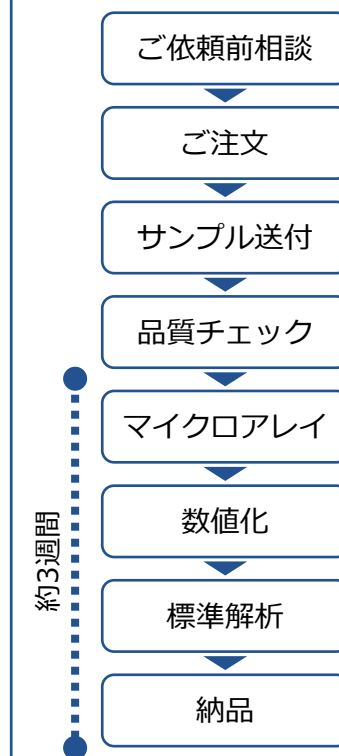 ご依頼前相談
ご注文
サンプル送付
品質チェック
マイクロアレイ
数値化
標準解析
納品
約3週間